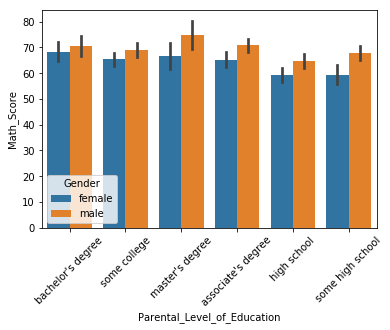 80
70
60
50
40
30
20
10
0
Math_Score
Gender
female
male
bachelor's degree
some college
master's degree
associate's degree
high school
some high school
Parental_Level_of_Education